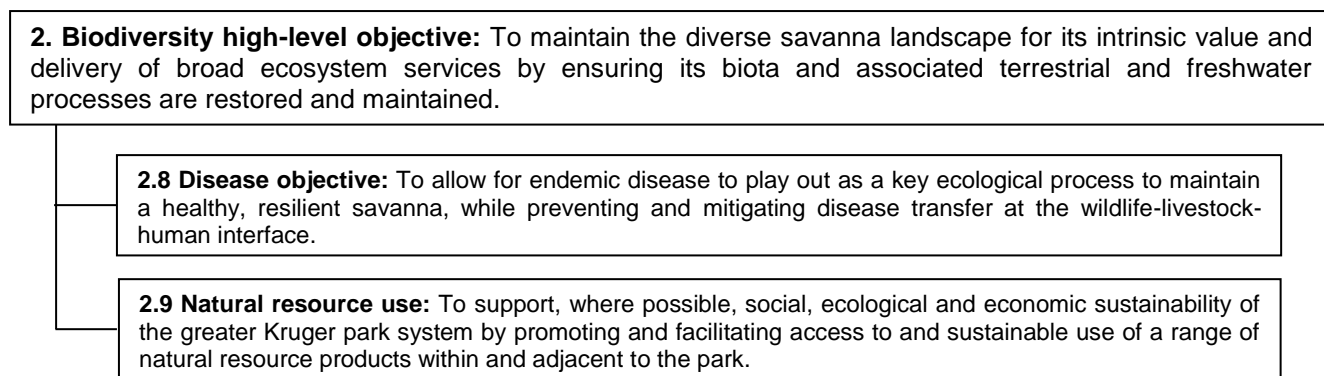 2. Biodiversity high-level objective: To maintain the diverse savanna landscape for its intrinsic value and
delivery of broad ecosystem services by ensuring its biota and associated terrestrial and freshwater
processes are restored and maintained.
2.8 Disease objective: To allow for endemic disease to play out as a key ecological process to maintain
a healthy, resilient savanna, while preventing and mitigating disease transfer at the wildlife-livestock-
human interface.
2.9 Natural resource use: To support, where possible, social, ecological and economic sustainability of
the greater Kruger park system by promoting and facilitating access to and sustainable use of a range of
natural resource products within and adjacent to the park.